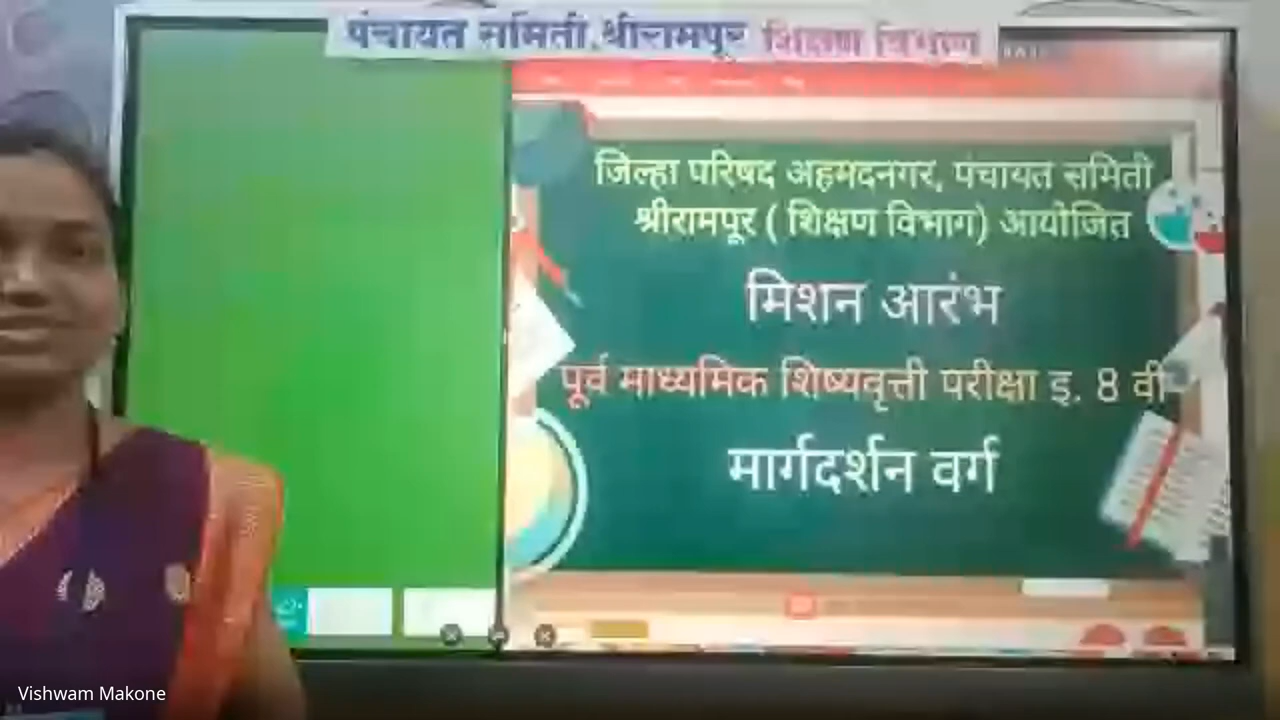 पंचायत समिती.श्रीरामपूर शिक्षण विभाग
जिल्हा परिषद अहमदनगर, पंचायत समिती
श्रीरामपूर ( शिक्षण विभाग) आयोजित
मिशन आरंभ
पूर्व माध्यमिक शिष्यवृत्ती परीक्षा इ. 8 वी
मार्गदर्शन वर्ग
Vishwam Makone